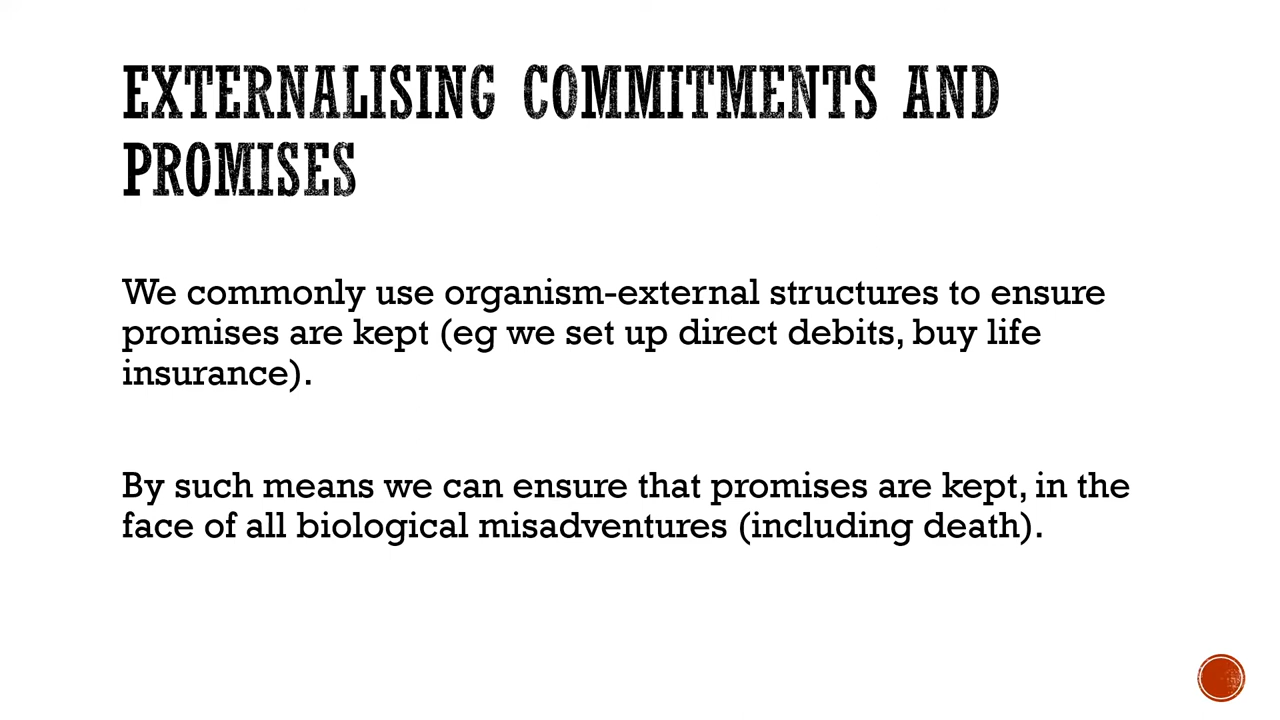 EXTERNALISING COMMITMENTS AND
PROMISES
We commonly use organism-external structures to ensure
promises are kept (eg we set up direct debits, buy life
insurance).
By such means we can ensure that promises are kept, in the
face of all biological misadventures (including death).